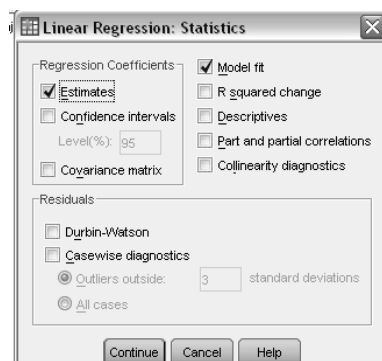 Linear Regression: Statistics
Regression Coefficients
Estimates
Confidence intervals
Level(%): 95
Covariance matrix
Model fit
R squared change
Descriptives
Part and partial correlations
Collinearity diagnostics
Residuals
Durbin-Watson
Casewise diagnostics
Outliers outside: 3 standard deviations
All cases
Continue Cancel Help